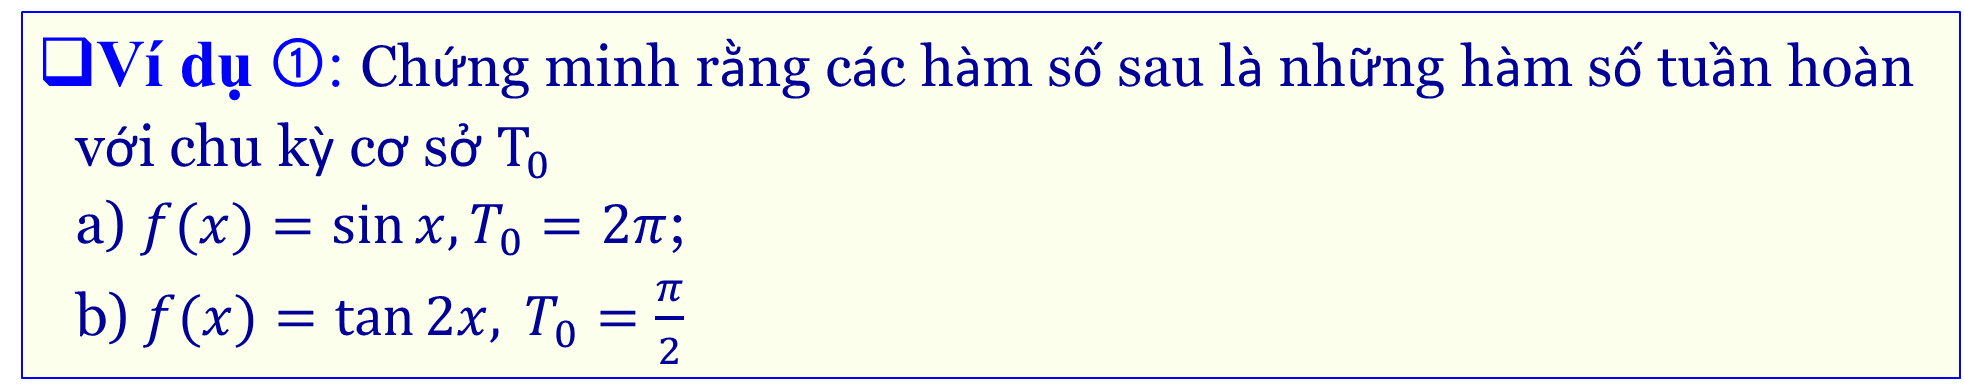 ❑Ví dụ ①: Chứng minh rằng các hàm số sau là những hàm số tuần hoàn
với chu kỳ cơ sở T₀
a) f(x) = sin x, T₀ = 2π;
b) f(x) = tan 2x, T₀ = π/2